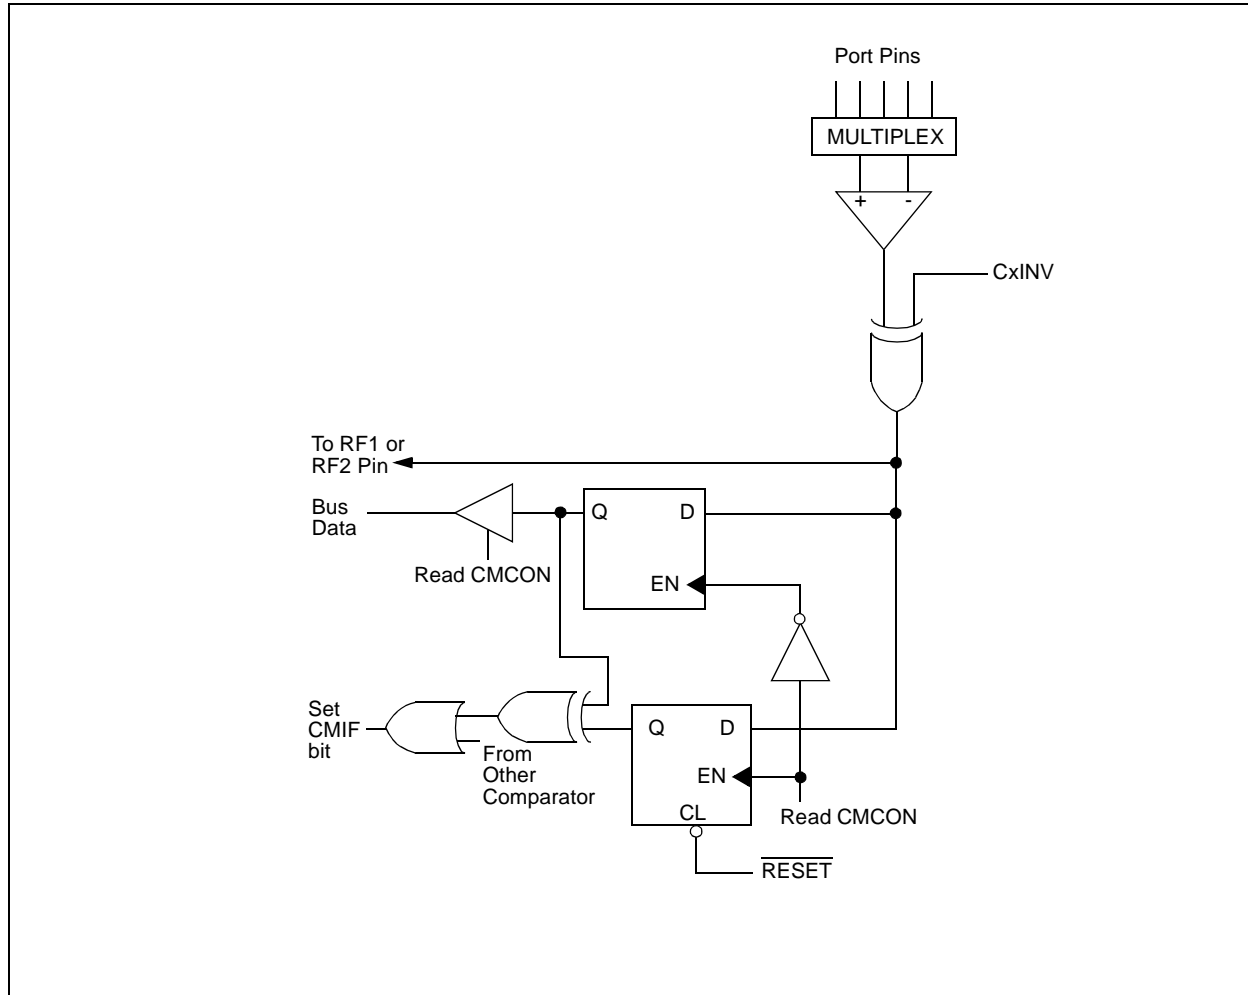 Port Pins
MULTIPLEX
+ -
CxINV
To RF1 or
RF2 Pin
Bus
Data
Q
D
EN
Read CMCON
Set
CMIF
bit
From
Other
Comparator
Q
D
EN
CL
Read CMCON
RESET